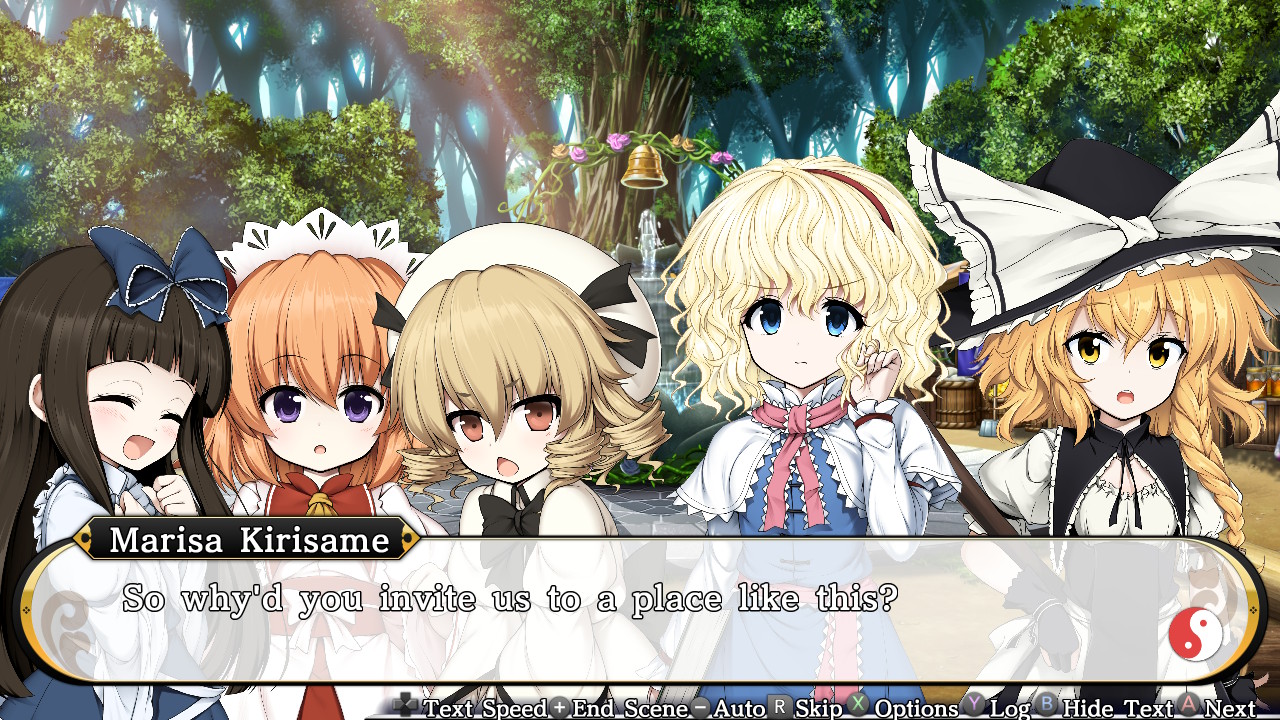 Marisa Kirisame
So why'd you invite us to a place like this?
Text Speed + End Scene - Auto R Skip X Options Y Log B Hide Text A Next